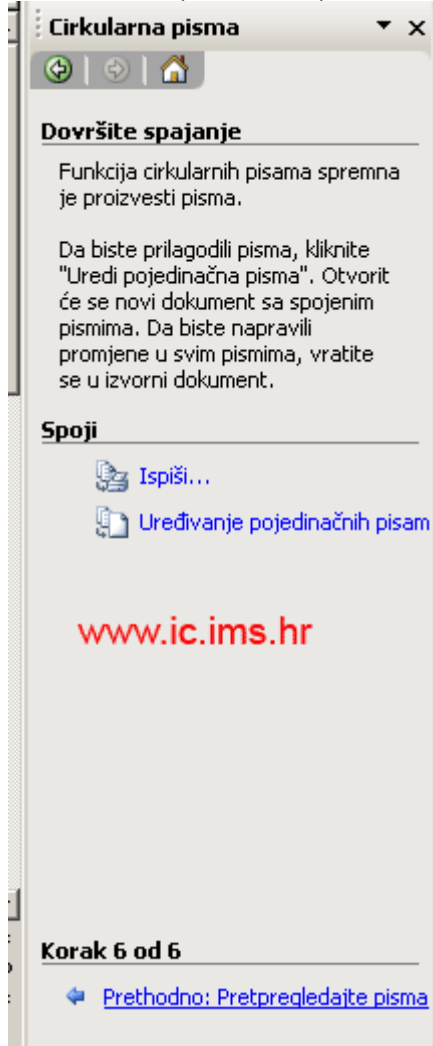 Cirkularna pisma
Dovršite spajanje
Funkcija cirkularnih pisama spremna
je proizvesti pisma.
Da biste prilagodili pisma, kliknite
"Uredi pojedinačna pisma". Otvorit
će se novi dokument sa spojenim
pismima. Da biste napravili
promjene u svim pismima, vratite
se u izvorni dokument.
Spoji
Ispiši...
Uređivanje pojedinačnih pisam
www.ic.ims.hr
Korak 6 od 6
Prethodno: Pretpregledajte pisma